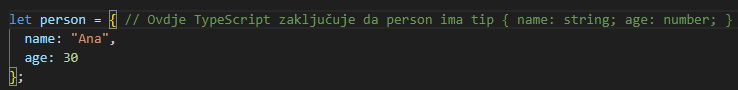 let person = { // Ovdje TypeScript zaključuje da person ima tip { name: string; age: number; }
  name: "Ana",
  age: 30
};